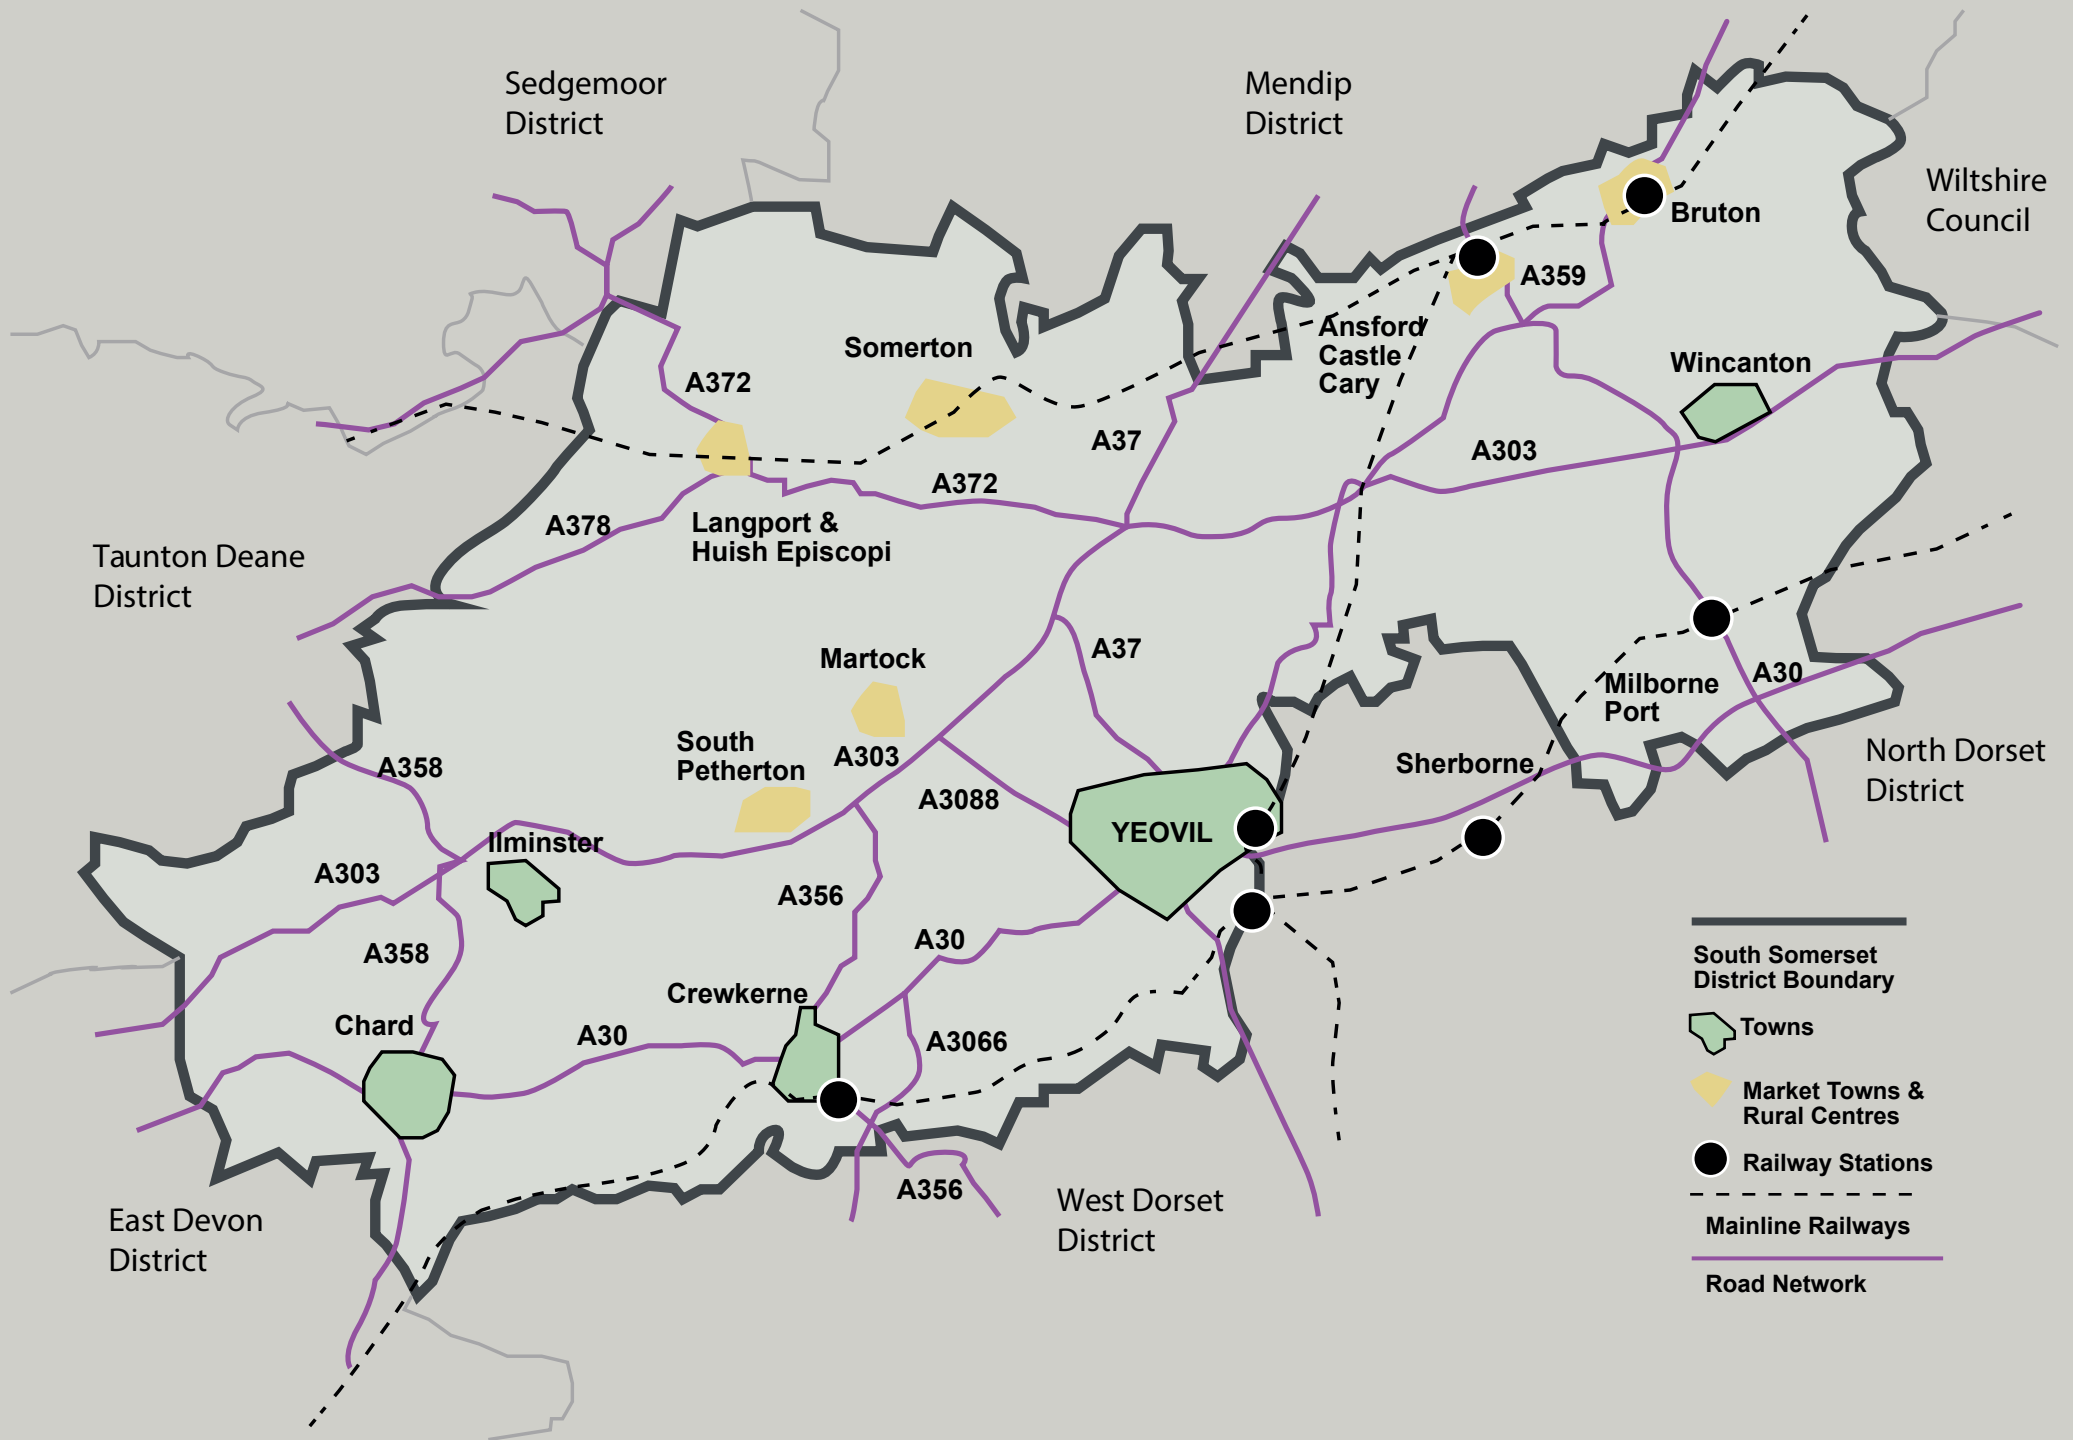 Sedgemoor
District
Mendip
District
Wiltshire
Council
Bruton
A359
Ansford
Castle
Cary
Somerton
Wincanton
A372
A37
A303
A372
A378
Langport &
Huish Episcopi
Taunton Deane
District
Martock
A37
Milborne
Port
A30
South
Petherton
A303
A358
A3088
Sherborne
North Dorset
District
YEOVIL
Ilminster
A303
A356
A358
A30
Crewkerne
Chard
A30
A3066
A356
East Devon
District
West Dorset
District
South Somerset
District Boundary
Towns
Market Towns &
Rural Centres
Railway Stations
Mainline Railways
Road Network